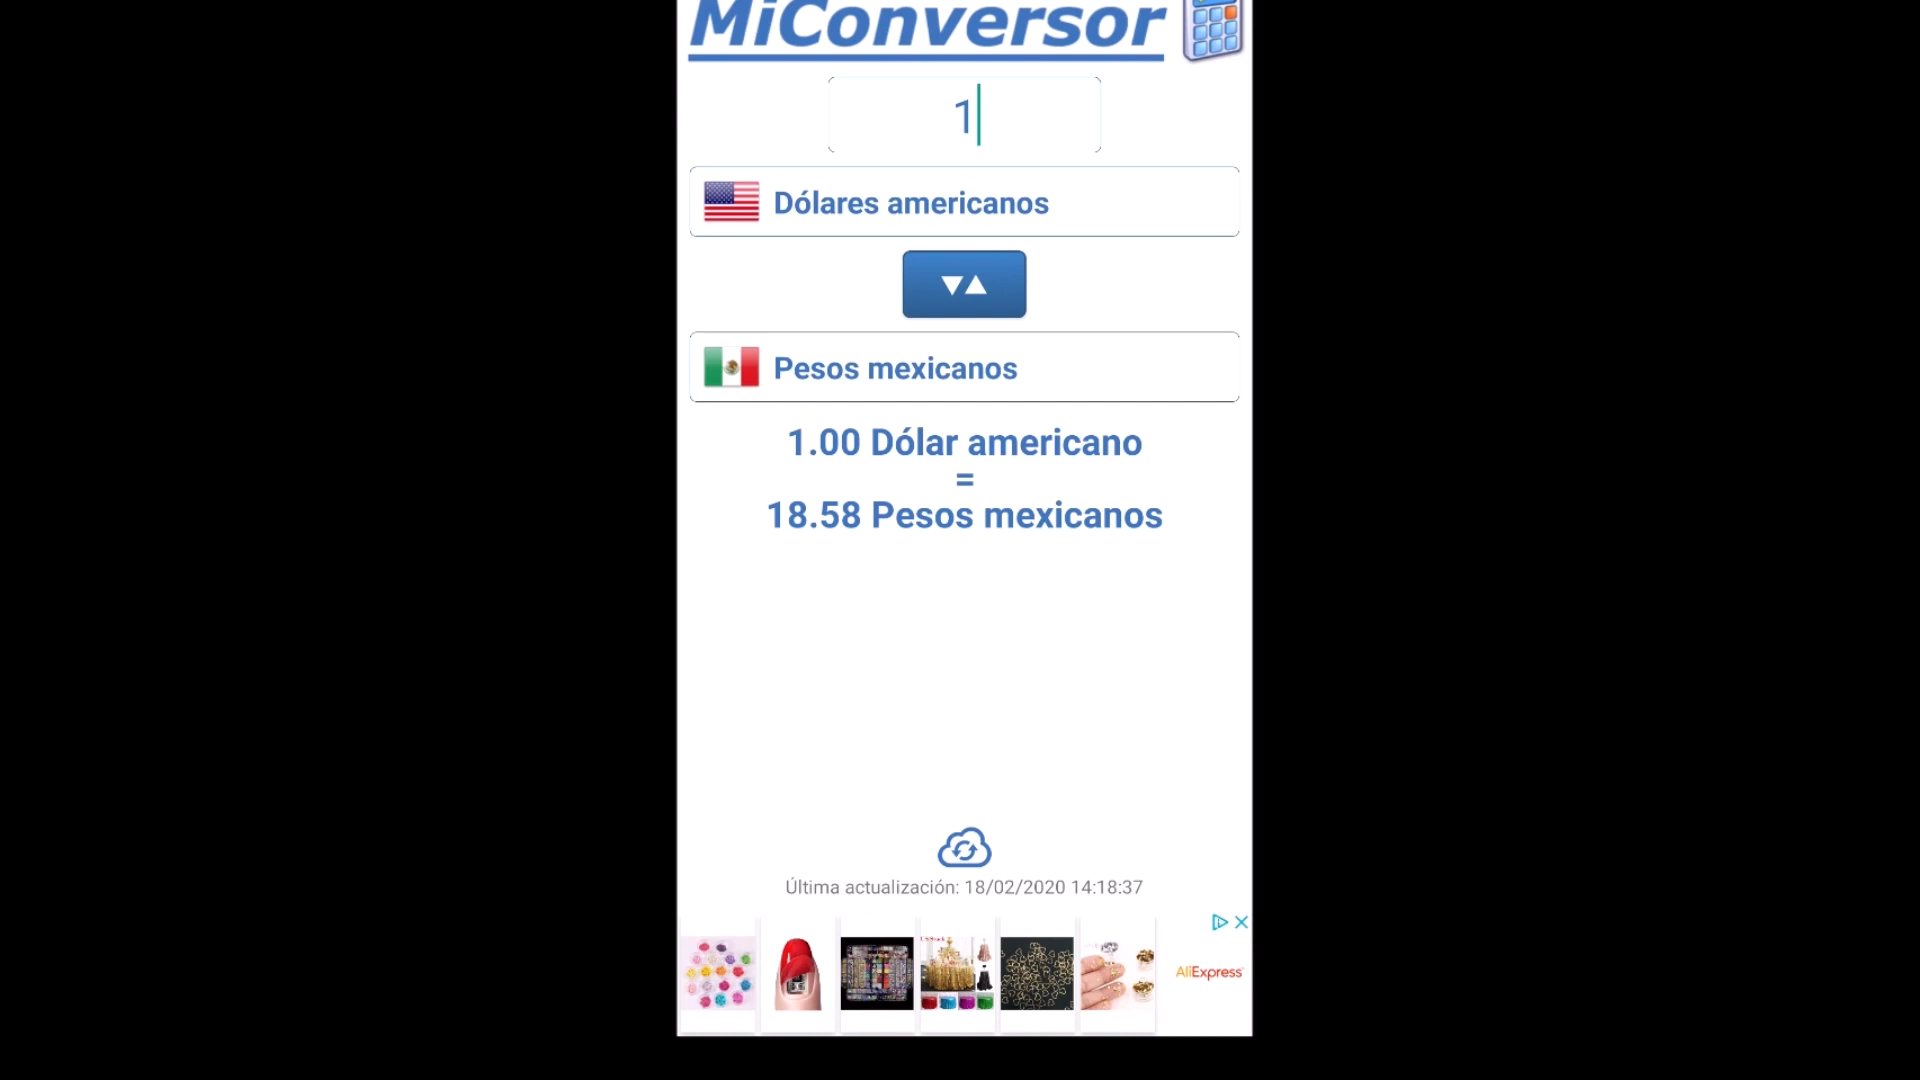 MiConversor
1
Dólares americanos
▼▲
Pesos mexicanos
1.00 Dólar americano
=
18.58 Pesos mexicanos
Última actualización: 18/02/2020 14:18:37
AliExpress